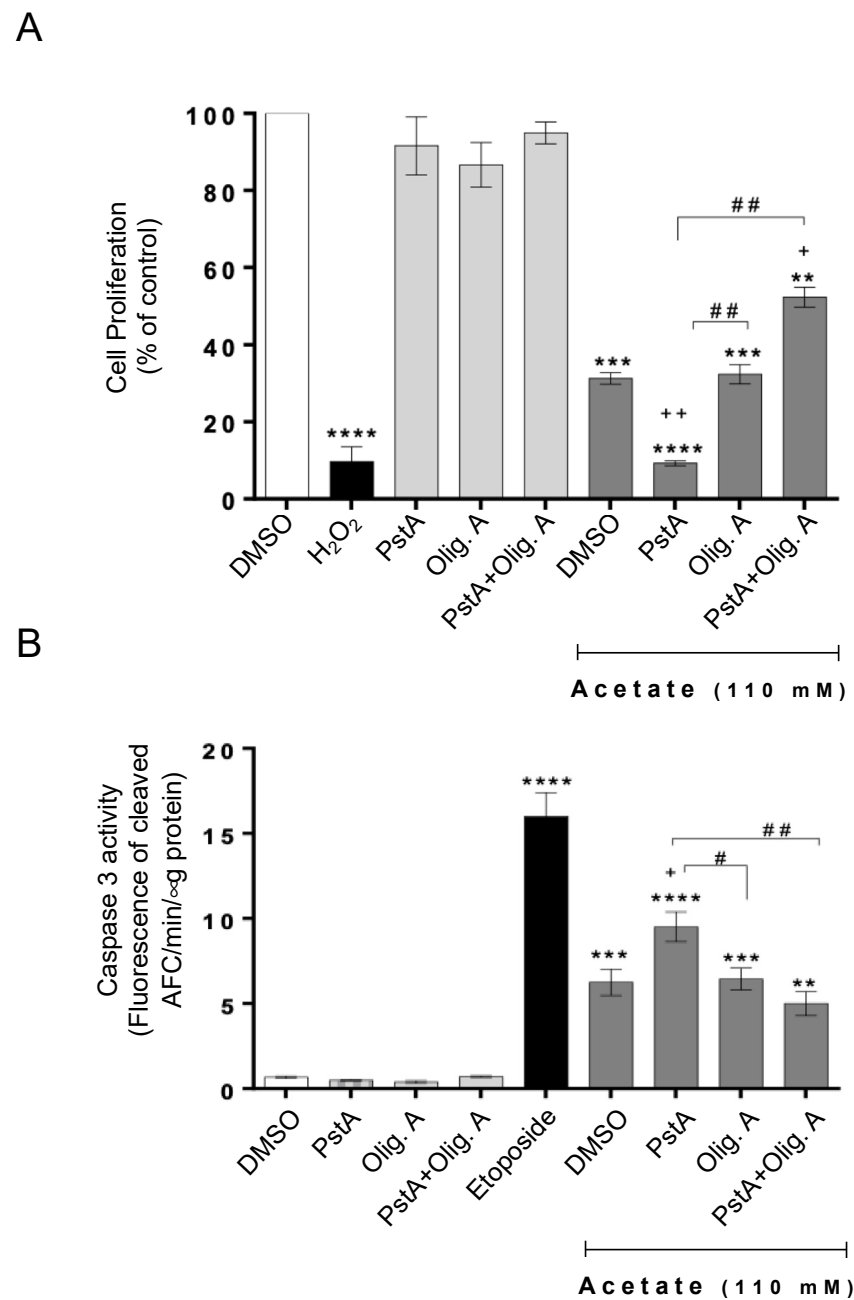 A
100
80
60
40
20
0
Cell Proliferation
(% of control)
****
***
++
****
***
+
**
##
##
DMSO
H₂O₂
PstA
Olig. A
PstA+Olig. A
DMSO
PstA
Olig. A
PstA+Olig. A
Acetate (110 mM)
B
20
15
10
5
0
Caspase 3 activity
(Fluorescence of cleaved
AFC/min/∝g protein)
****
***
+
****
***
**
#
##
DMSO
PstA
Olig. A
PstA+Olig. A
Etoposide
DMSO
PstA
Olig. A
PstA+Olig. A
Acetate (110 mM)